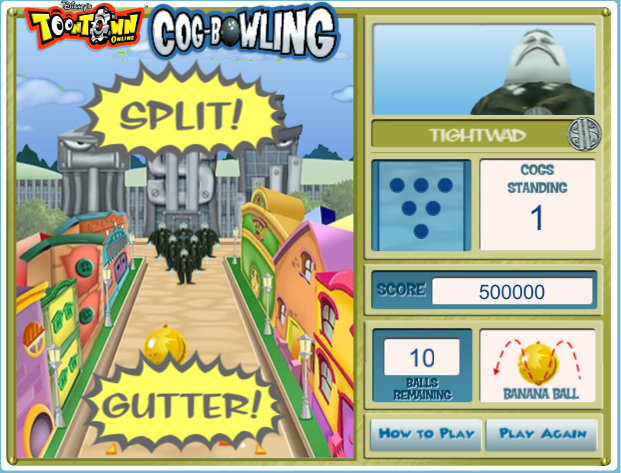 Disney's
TOONTOWN
ONLINE
COG-BOWLING
SPLIT!
GUTTER!
TIGHTWAD
COGS
STANDING
1
SCORE
500000
10
BALLS
REMAINING
BANANA BALL
HOW TO PLAY
PLAY AGAIN